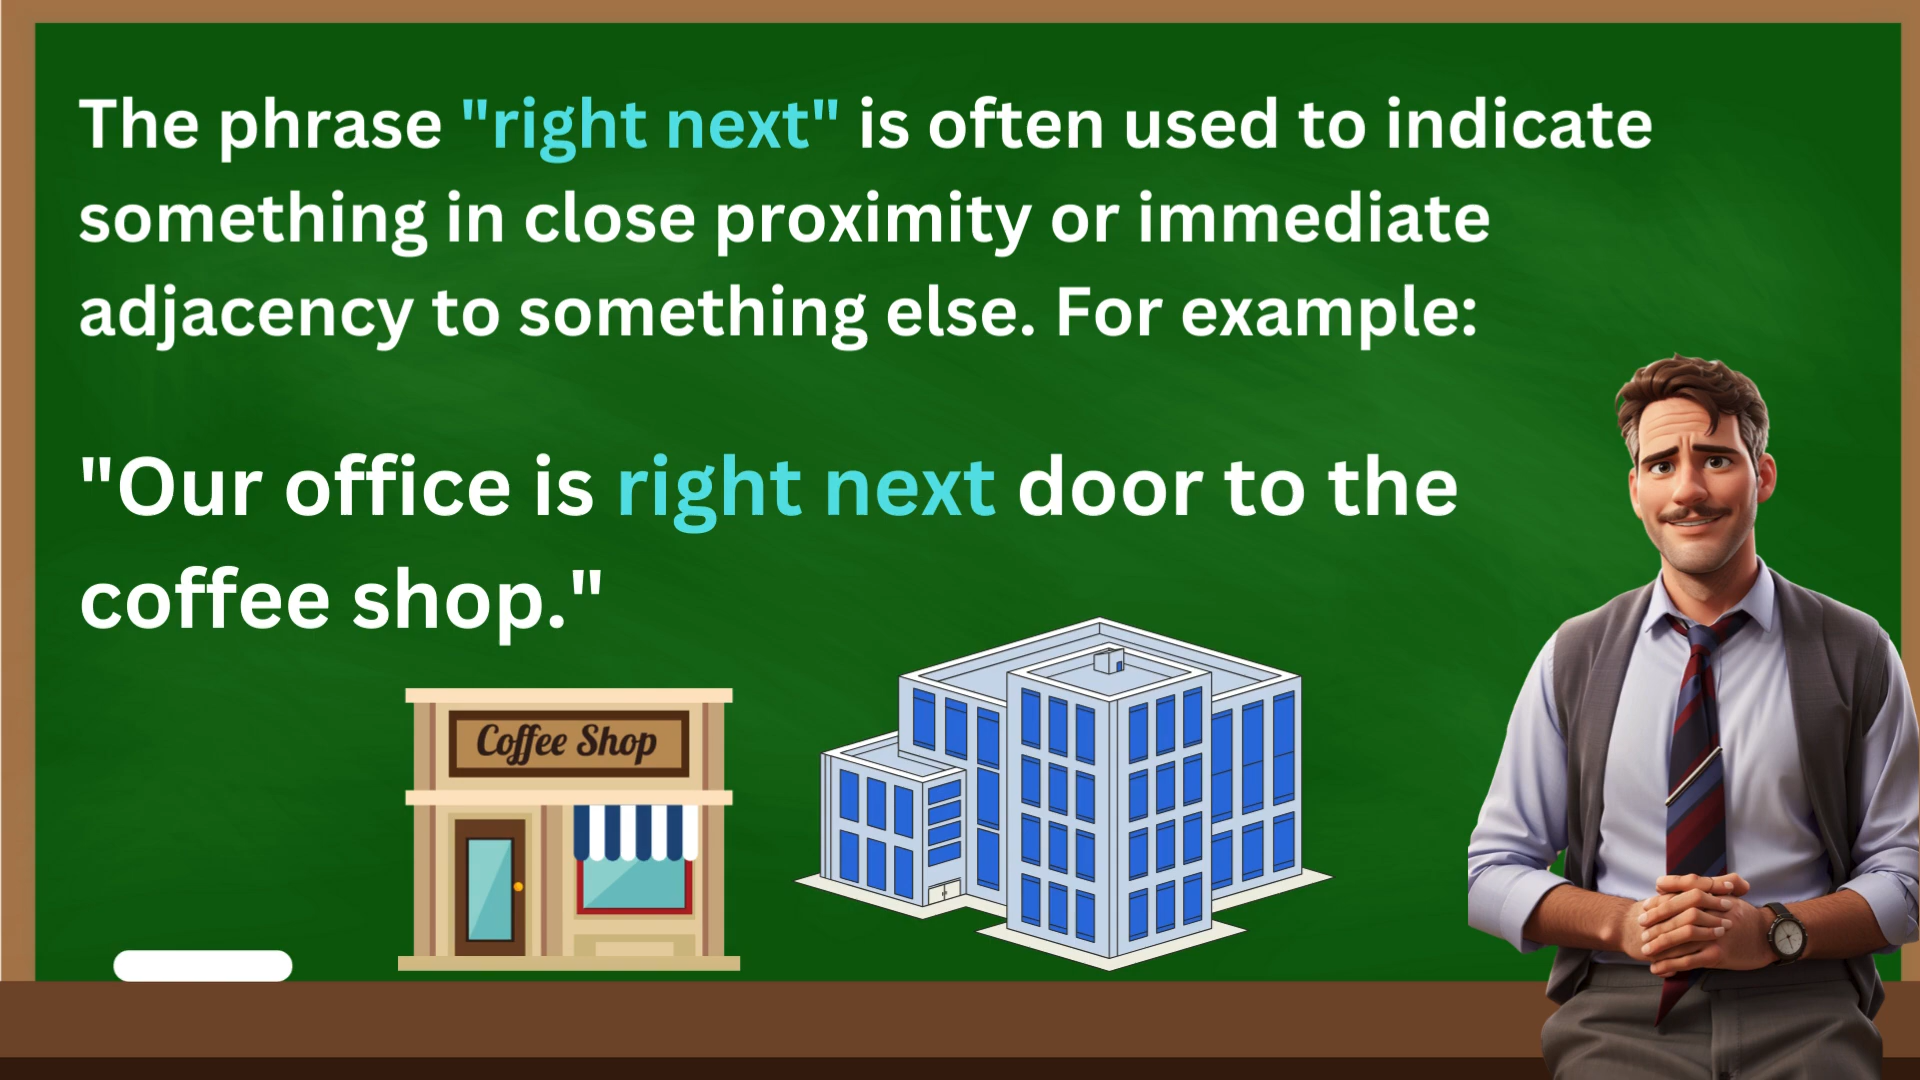 The phrase "right next" is often used to indicate
something in close proximity or immediate
adjacency to something else. For example:
"Our office is right next door to the
coffee shop."
Coffee Shop